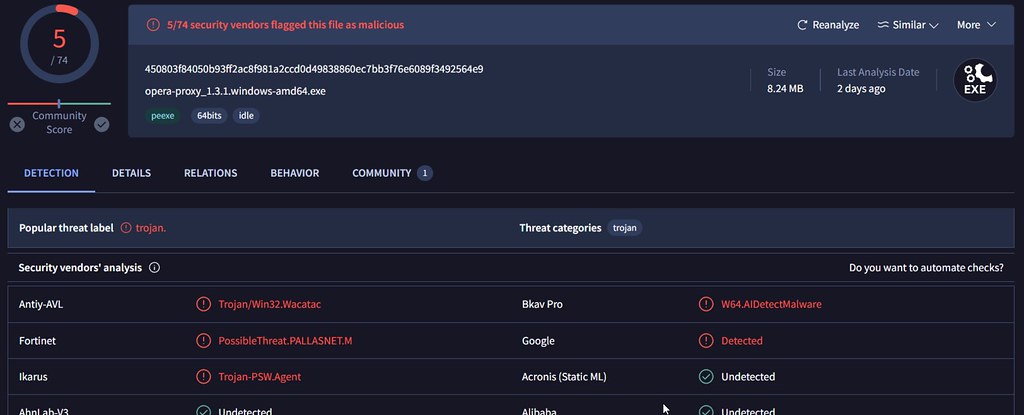 5
/ 74
Community
Score
5/74 security vendors flagged this file as malicious
Reanalyze
Similar
More
450803f84050b93ff2ac8f981a2ccd0d49838860ec7bb3f76e6089f3492564e9
opera-proxy_1.3.1.windows-amd64.exe
peexe
64bits
idle
Size
8.24 MB
Last Analysis Date
2 days ago
EXE
DETECTION
DETAILS
RELATIONS
BEHAVIOR
COMMUNITY 1
Popular threat label trojan.
Threat categories trojan
Security vendors' analysis
Do you want to automate checks?
Antiy-AVL Trojan/Win32.Wacatac
Bkav Pro W64.AIDetectMalware
Fortinet PossibleThreat.PALLASNET.M
Google Detected
Ikarus Trojan-PSW.Agent
Acronis (Static ML) Undetected
AhnLab-V3 Undetected
Alibaba Undetected